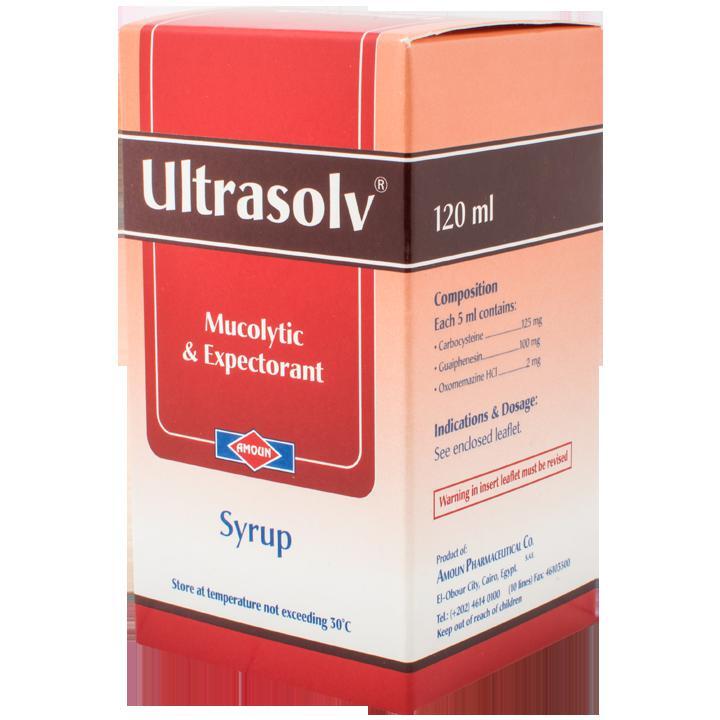 Ultrasolv®
Mucolytic
& Expectorant
AMOUN
Syrup
Store at temperature not exceeding 30°C
120 ml
Composition
Each 5 ml contains:
• Carbocysteine ............ 125 mg
• Guaiphenesin ............ 100 mg
• Oxomemazine HCl ............ 2 mg
Indications & Dosage:
See enclosed leaflet.
Warning in insert leaflet must be revised
Product of:
AMOUN PHARMACEUTICAL CO.
S.A.E.
El-Obour City, Cairo, Egypt.
Tel.: (+202) 4614 0100 (10 lines) Fax: 46105300
Keep out of reach of children